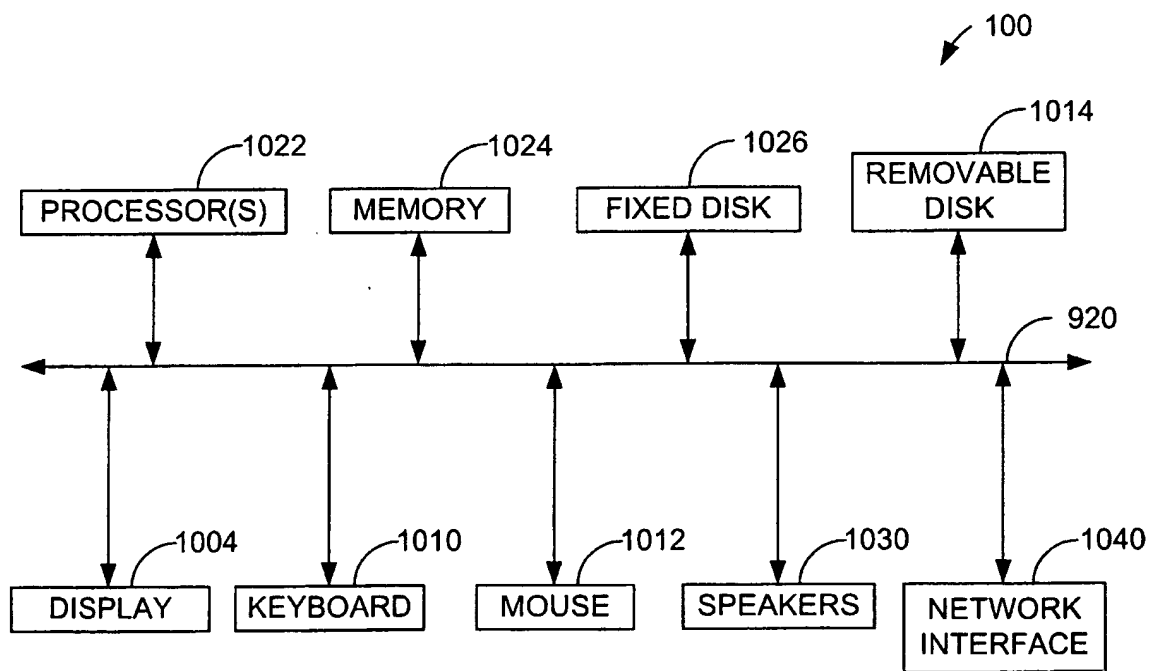 100
1022
1024
1026
1014
PROCESSOR(S)
MEMORY
FIXED DISK
REMOVABLE
DISK
920
1004
1010
1012
1030
1040
DISPLAY
KEYBOARD
MOUSE
SPEAKERS
NETWORK
INTERFACE